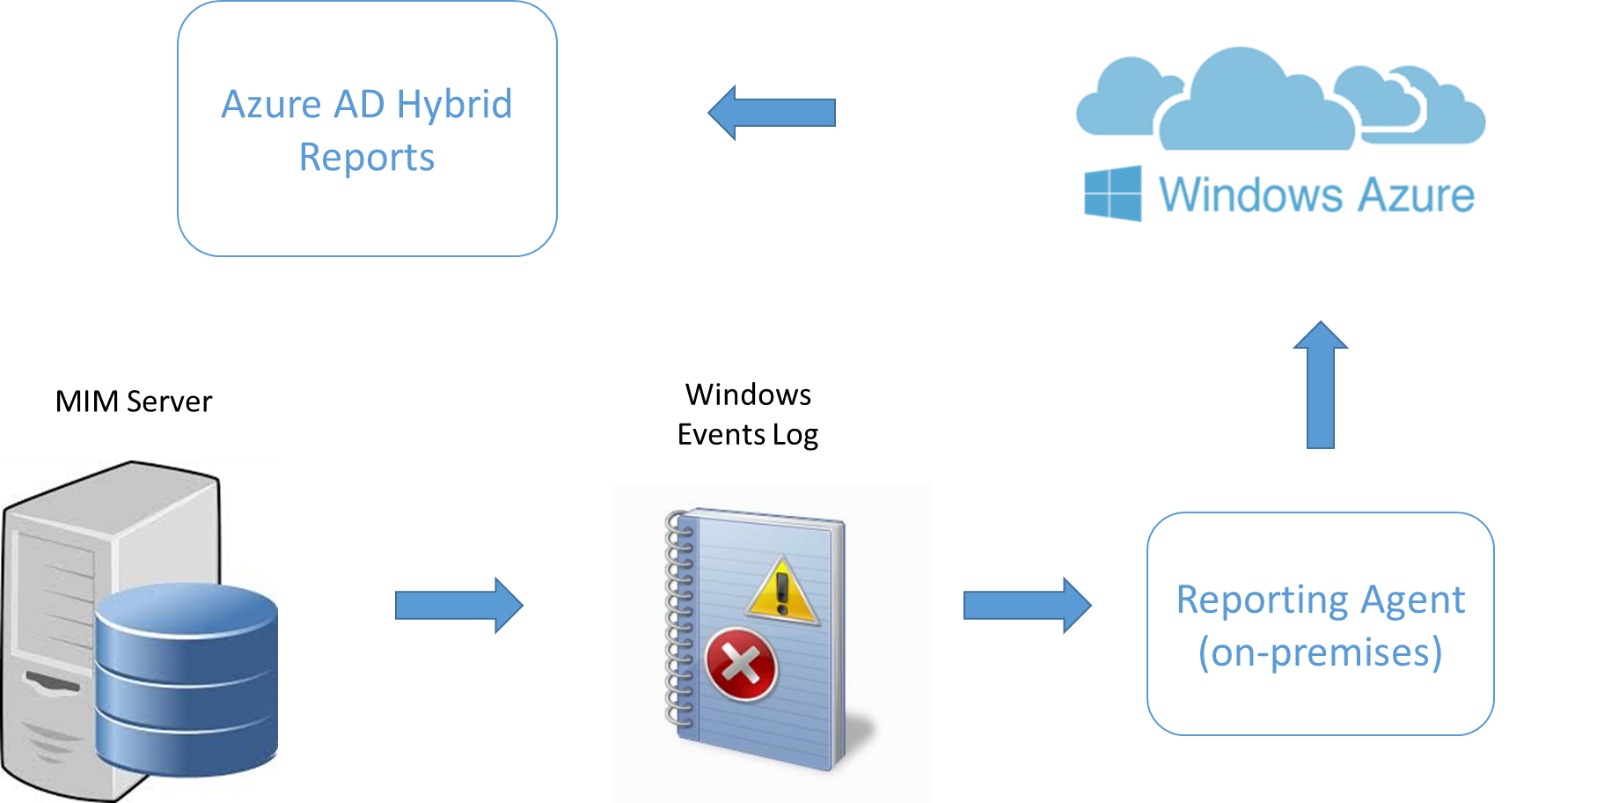 Azure AD Hybrid
Reports
Windows Azure
MIM Server
Windows
Events Log
Reporting Agent
(on-premises)